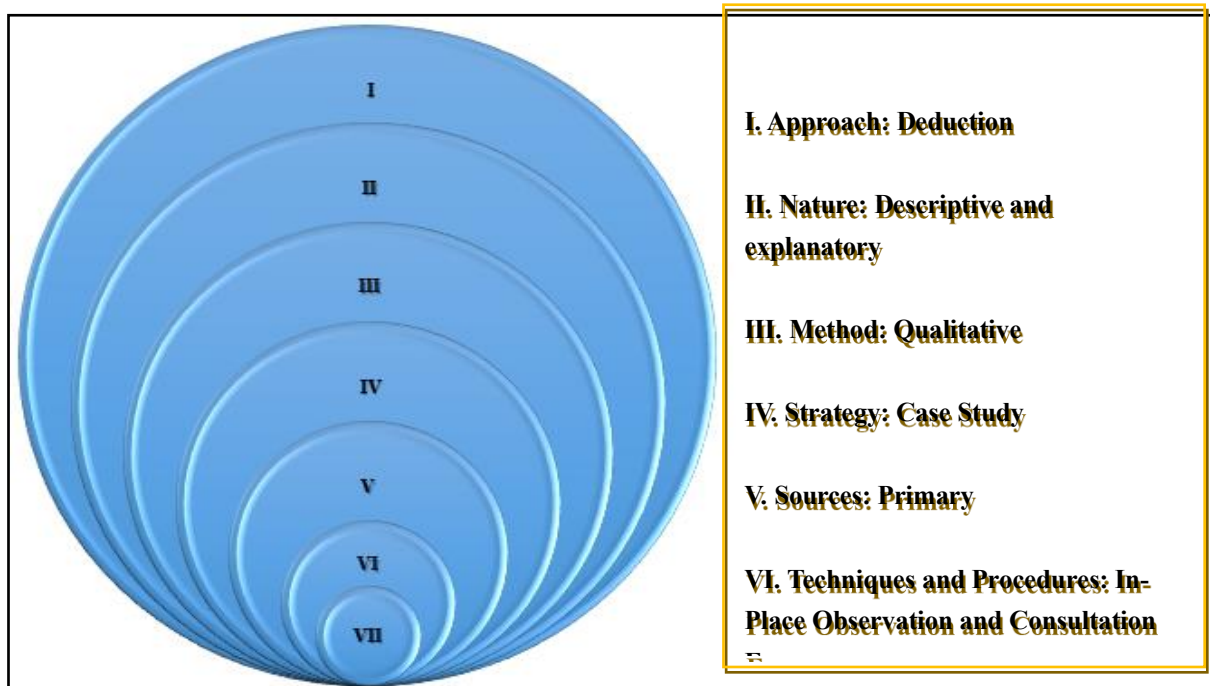 I
II
III
IV
V
VI
VII
I. Approach: Deduction
II. Nature: Descriptive and
explanatory
III. Method: Qualitative
IV. Strategy: Case Study
V. Sources: Primary
VI. Techniques and Procedures: In-
Place Observation and Consultation